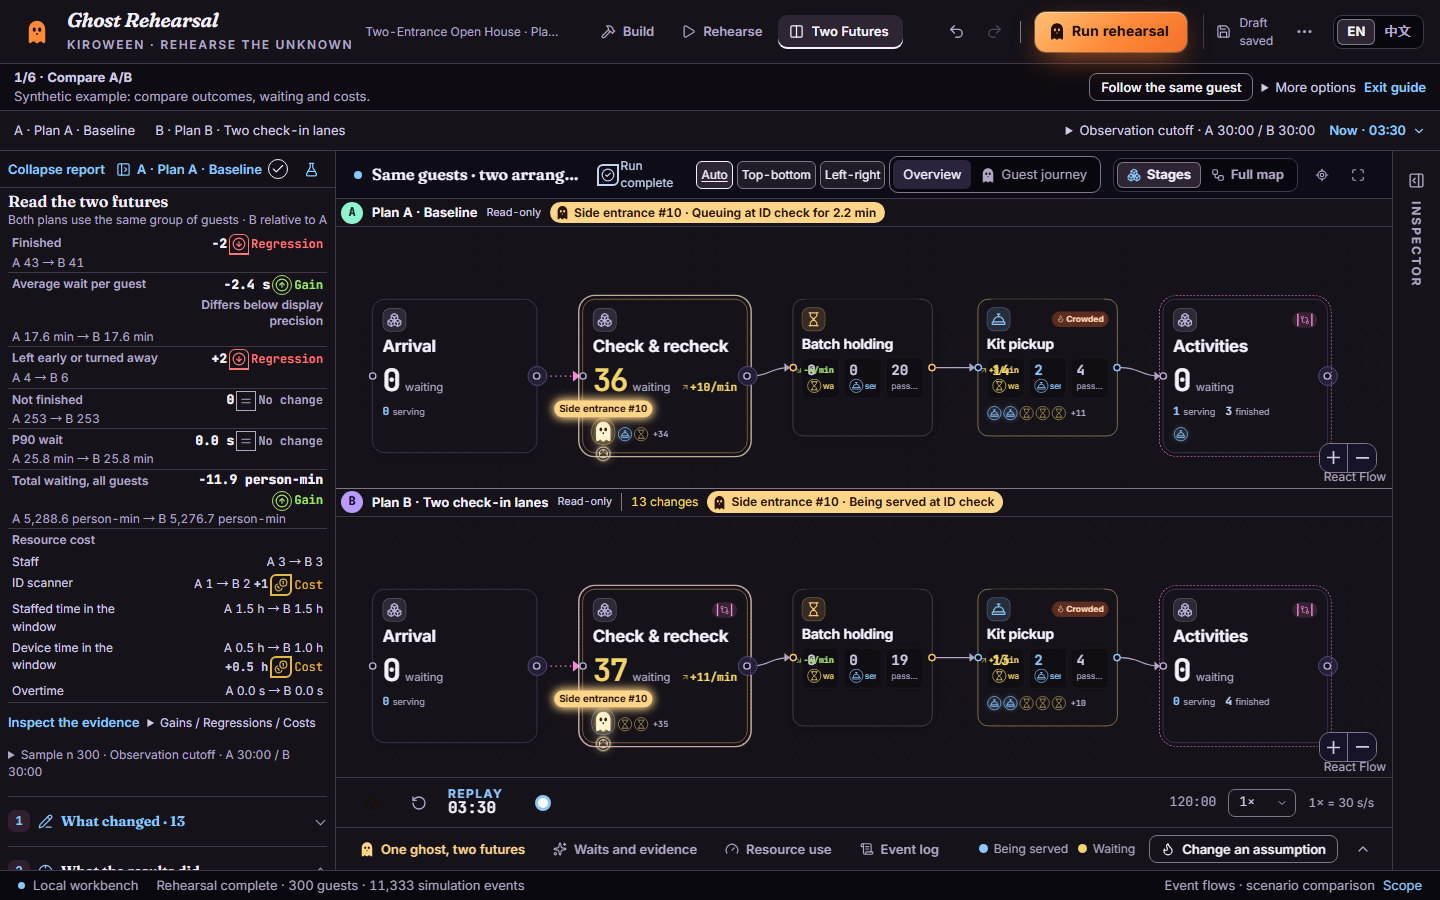 Ghost Rehearsal
KIROWEEN · REHEARSE THE UNKNOWN
Two-Entrance Open House · Pla...
Build
Rehearse
Two Futures
Run rehearsal
Draft saved
EN
中文
1/6 · Compare A/B
Synthetic example: compare outcomes, waiting and costs.
Follow the same guest
More options
Exit guide
A · Plan A · Baseline
B · Plan B · Two check-in lanes
Observation cutoff · A 30:00 / B 30:00
Now · 03:30
Collapse report
A · Plan A · Baseline
Read the two futures
Both plans use the same group of guests · B relative to A
Finished -2 Regression
A 43 → B 41
Average wait per guest -2.4 s Gain
Differs below display precision
A 17.6 min → B 17.6 min
Left early or turned away +2 Regression
A 4 → B 6
Not finished 0 No change
A 253 → B 253
P90 wait 0.0 s No change
A 25.8 min → B 25.8 min
Total waiting, all guests -11.9 person-min
Gain
A 5,288.6 person-min → B 5,276.7 person-min
Resource cost
Staff A 3 → B 3
ID scanner A 1 → B 2 +1 Cost
Staffed time in the window A 1.5 h → B 1.5 h
Device time in the window A 0.5 h → B 1.0 h
+0.5 h Cost
Overtime A 0.0 s → B 0.0 s
Inspect the evidence
Gains / Regressions / Costs
Sample n 300 · Observation cutoff · A 30:00 / B 30:00
1 What changed · 13
Same guests · two arrang...
Run complete
Auto
Top-bottom
Left-right
Overview
Guest journey
Stages
Full map
INSPECTOR
A Plan A · Baseline Read-only Side entrance #10 · Queuing at ID check for 2.2 min
Arrival
0 waiting
0 serving
Check & recheck
36 waiting +10/min
Side entrance #10
+34
Batch holding
0 20
pass...
Kit pickup
Crowded
14 2 4
pass...
+11
Activities
0 waiting
1 serving 3 finished
React Flow
B Plan B · Two check-in lanes Read-only 13 changes Side entrance #10 · Being served at ID check
Arrival
0 waiting
0 serving
Check & recheck
37 waiting +11/min
Side entrance #10
+35
Batch holding
0 19
pass...
Kit pickup
Crowded
13 2 4
pass...
+10
Activities
0 waiting
0 serving 4 finished
React Flow
REPLAY
03:30
120:00
1×
1× = 30 s/s
One ghost, two futures
Waits and evidence
Resource use
Event log
Being served
Waiting
Change an assumption
Local workbench
Rehearsal complete · 300 guests · 11,333 simulation events
Event flows · scenario comparison
Scope